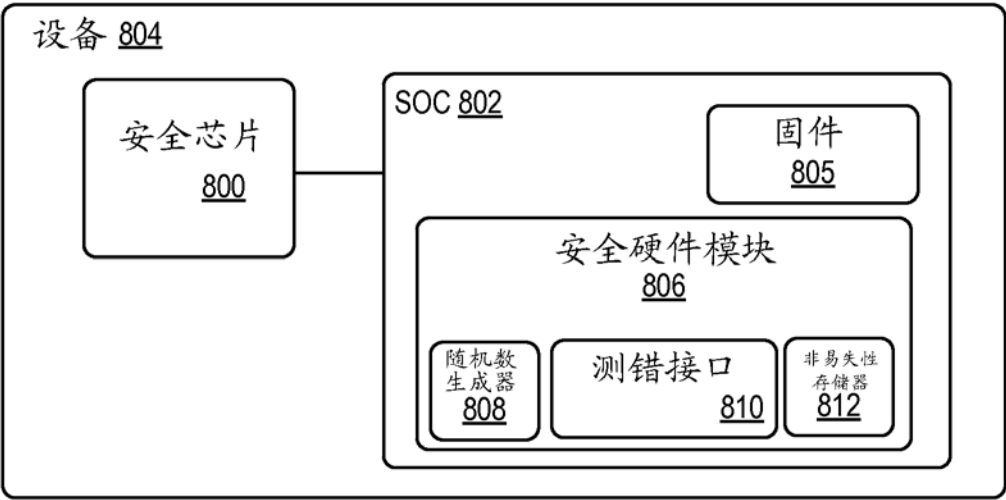 设备 804
安全芯片
800
SOC 802
固件
805
安全硬件模块
806
随机数
生成器
808
测错接口
810
非易失性
存储器
812